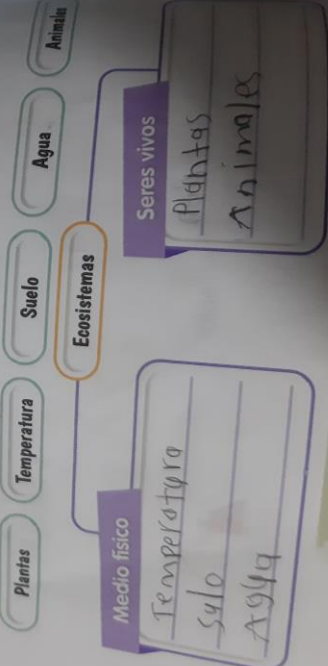 Plantas
Temperatura
Suelo
Agua
Animales
Ecosistemas
Medio físico
Temperatura
Sulo
Agua
Seres vivos
Plantas
Animales